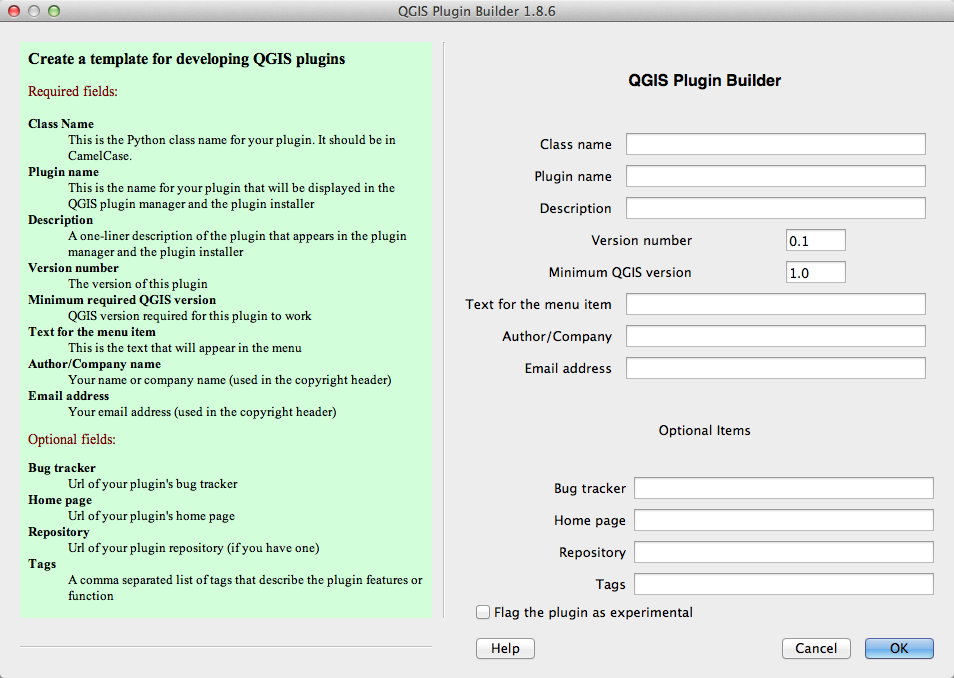 QGIS Plugin Builder 1.8.6
Create a template for developing QGIS plugins
Required fields:
Class Name
This is the Python class name for your plugin. It should be in
CamelCase.
Plugin name
This is the name for your plugin that will be displayed in the
QGIS plugin manager and the plugin installer
Description
A one-liner description of the plugin that appears in the plugin
manager and the plugin installer
Version number
The version of this plugin
Minimum required QGIS version
QGIS version required for this plugin to work
Text for the menu item
This is the text that will appear in the menu
Author/Company name
Your name or company name (used in the copyright header)
Email address
Your email address (used in the copyright header)
Optional fields:
Bug tracker
Url of your plugin's bug tracker
Home page
Url of your plugin's home page
Repository
Url of your plugin repository (if you have one)
Tags
A comma separated list of tags that describe the plugin features or
function
QGIS Plugin Builder
Class name
Plugin name
Description
Version number 0.1
Minimum QGIS version 1.0
Text for the menu item
Author/Company
Email address
Optional Items
Bug tracker
Home page
Repository
Tags
Flag the plugin as experimental
Help Cancel OK